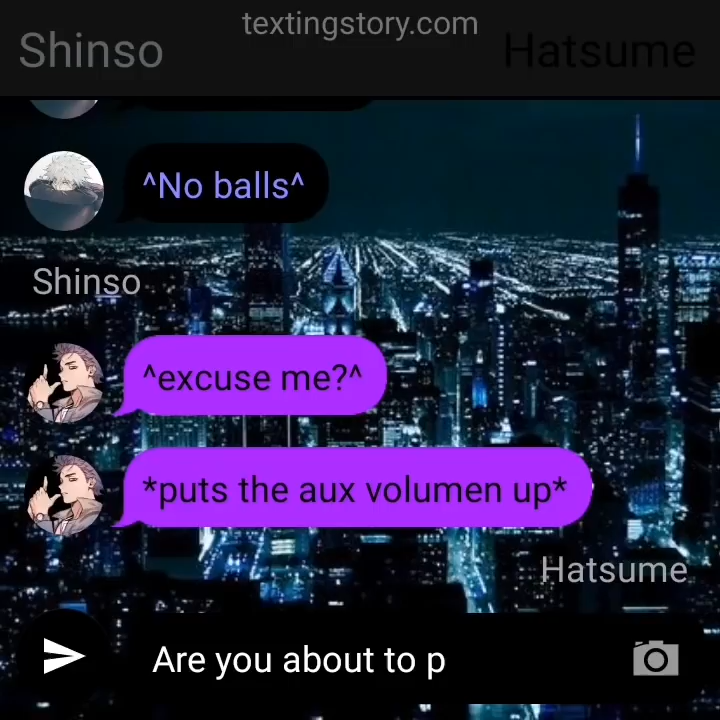 textingstory.com
Shinso
Hatsume
^No balls^
Shinso
^excuse me?^
*puts the aux volumen up*
Hatsume
Are you about to p